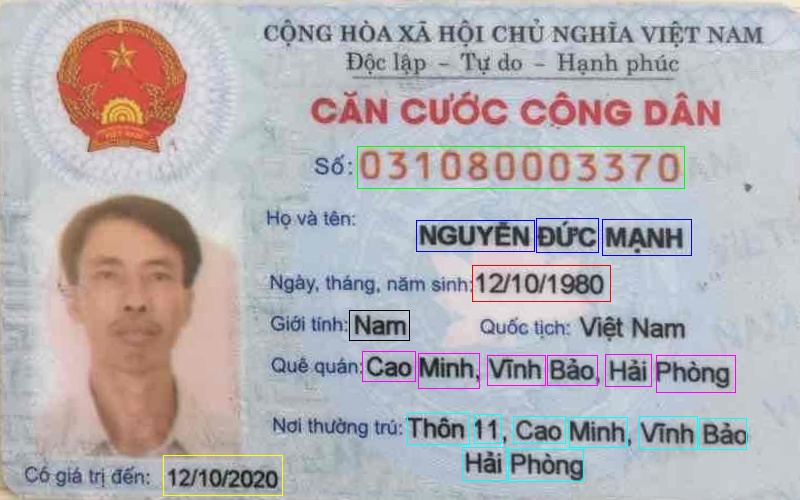 CỘNG HÒA XÃ HỘI CHỦ NGHĨA VIỆT NAM
Độc lập - Tự do - Hạnh phúc
CĂN CƯỚC CÔNG DÂN
Số: 031080003370
Họ và tên:
NGUYỄN ĐỨC MẠNH
Ngày, tháng, năm sinh: 12/10/1980
Giới tính: Nam Quốc tịch: Việt Nam
Quê quán: Cao Minh, Vĩnh Bảo, Hải Phòng
Nơi thường trú: Thôn 11, Cao Minh, Vĩnh Bảo
Hải Phòng
Có giá trị đến: 12/10/2020